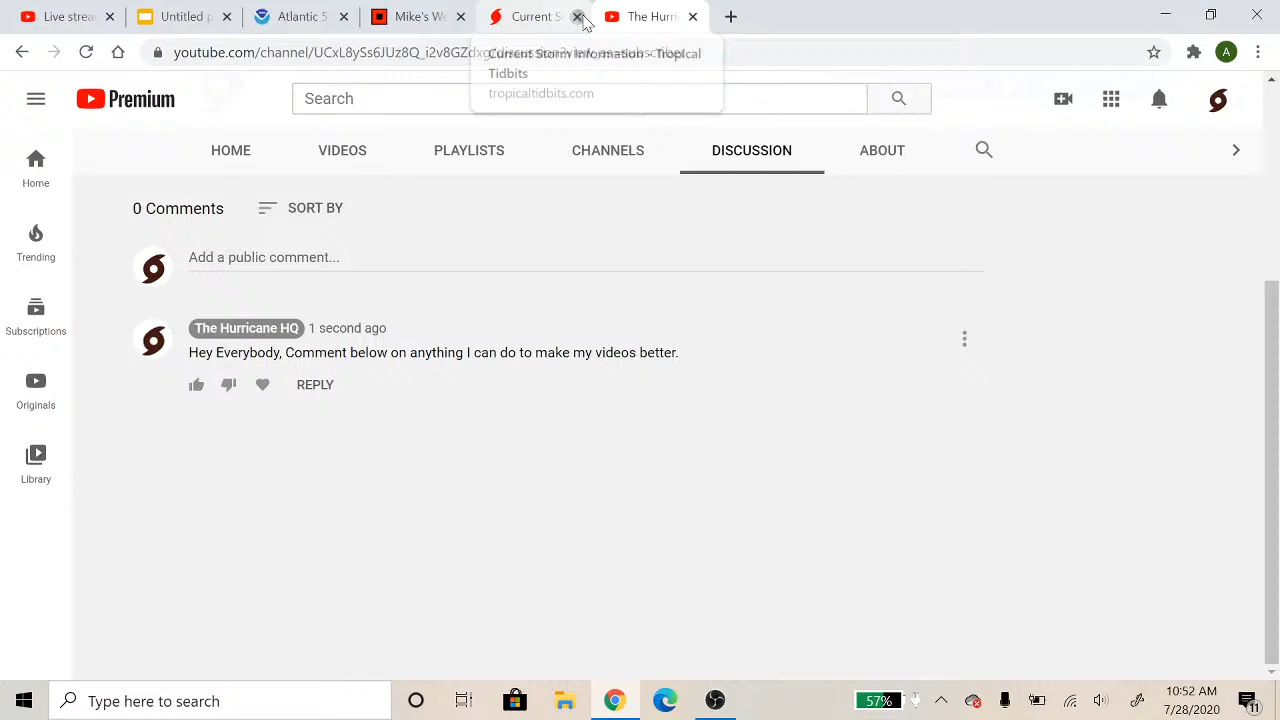 Live stream
Untitled p
Atlantic 5
Mike's We
Current S
The Hurri
youtube.com/channel/UCxL8ySs6JUz8Q_i2v8GZdxg
Current Storm Information - Tropical
Tidbits
tropicaltidbits.com
A
Premium
Search
HOME
VIDEOS
PLAYLISTS
CHANNELS
DISCUSSION
ABOUT
Home
Trending
Subscriptions
Originals
Library
0 Comments
SORT BY
Add a public comment...
The Hurricane HQ 1 second ago
Hey Everybody, Comment below on anything I can do to make my videos better.
REPLY
Type here to search
57%
10:52 AM
7/28/2020
11